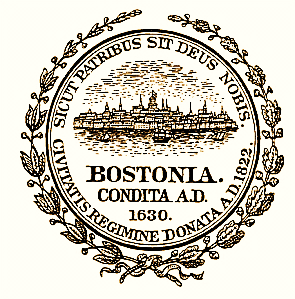 SICUT PATRIBUS SIT DEUS NOBIS.
BOSTONIA.
CONDITA A.D.
1630.
CIVITATIS REGIMINE DONATA A.D. 1822.